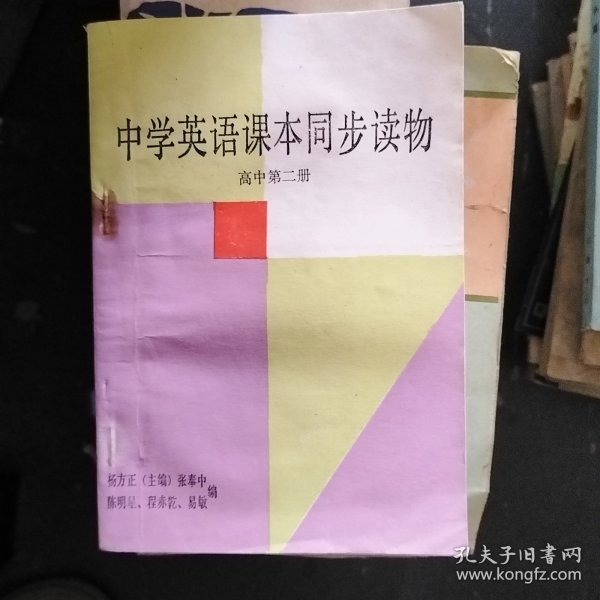 中学英语课本同步读物
高中第二册
杨方正（主编）张奉中
陈明星、程赤乾、易敏
编
孔夫子旧书网
www.kongfz.com